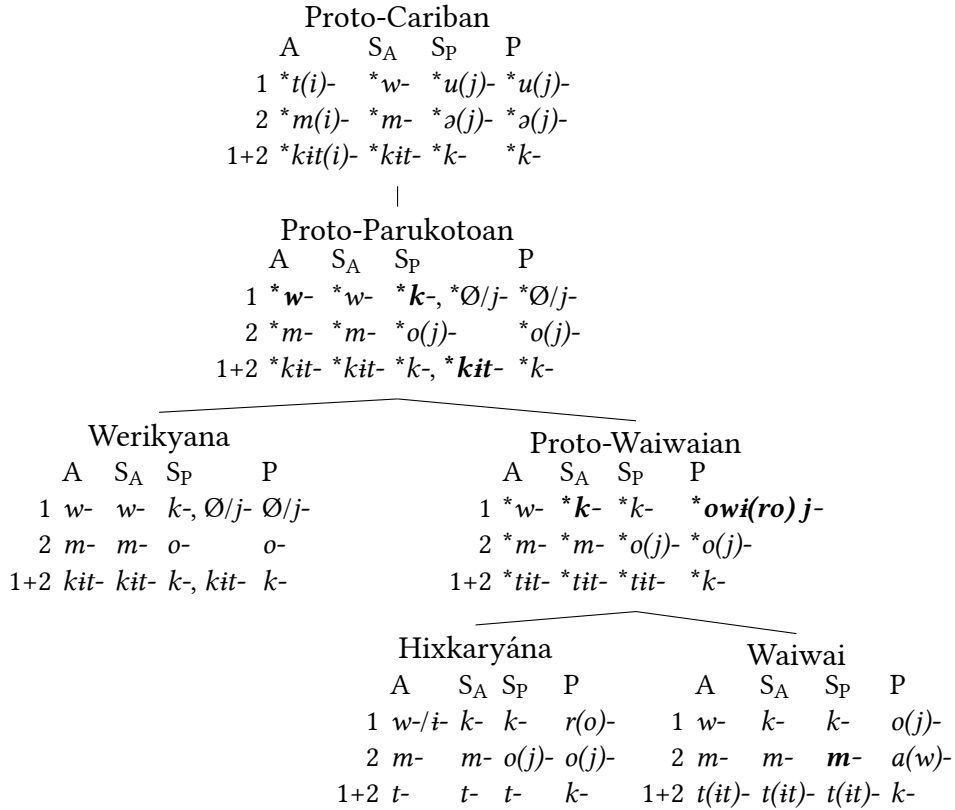 Proto-Cariban
A S_A S_P P
1 *t(i)- *w- *u(j)- *u(j)-
2 *m(i)- *m- *ə(j)- *ə(j)-
1+2 *kɨt(i)- *kɨt- *k- *k-
Proto-Parukotoan
A S_A S_P P
1 *w- *w- *k-, *Ø/j- *Ø/j-
2 *m- *m- *o(j)- *o(j)-
1+2 *kɨt- *kɨt- *k-, *kɨt- *k-
Werikyana
A S_A S_P P
1 w- w- k-, Ø/j- Ø/j-
2 m- m- o- o-
1+2 kɨt- kɨt- k-, kɨt- k-
Proto-Waiwaian
A S_A S_P P
1 *w- *k- *k- *owɨ(ro) j-
2 *m- *m- *o(j)- *o(j)-
1+2 *tɨt- *tɨt- *tɨt- *k-
Hixkaryána
A S_A S_P P
1 w-/ɨ- k- k- r(o)-
2 m- m- o(j)- o(j)-
1+2 t- t- t- k-
Waiwai
A S_A S_P P
1 w- k- k- o(j)-
2 m- m- m- a(w)-
1+2 t(ɨt)- t(ɨt)- t(ɨt)- k-